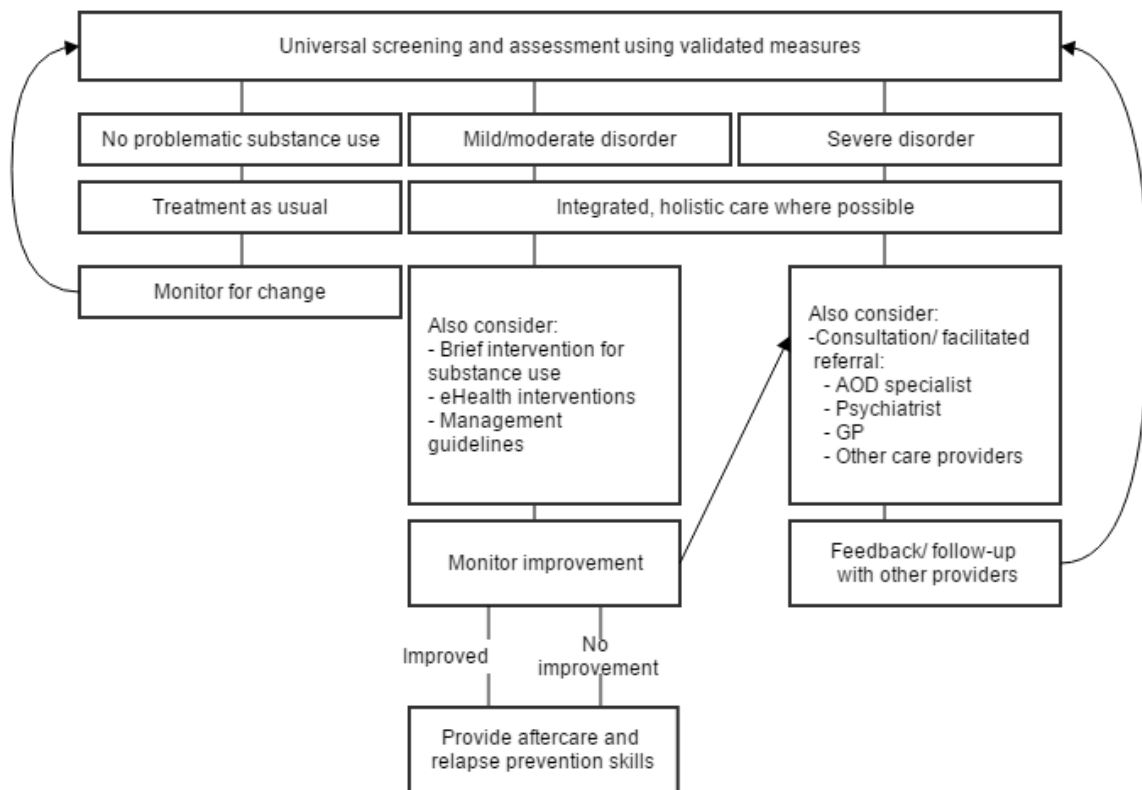 Universal screening and assessment using validated measures
No problematic substance use
Mild/moderate disorder
Severe disorder
Treatment as usual
Integrated, holistic care where possible
Monitor for change
Also consider:
- Brief intervention for
substance use
- eHealth interventions
- Management
guidelines
Also consider:
-Consultation/ facilitated
referral:
- AOD specialist
- Psychiatrist
- GP
- Other care providers
Monitor improvement
Feedback/ follow-up
with other providers
Improved
No
improvement
Provide aftercare and
relapse prevention skills